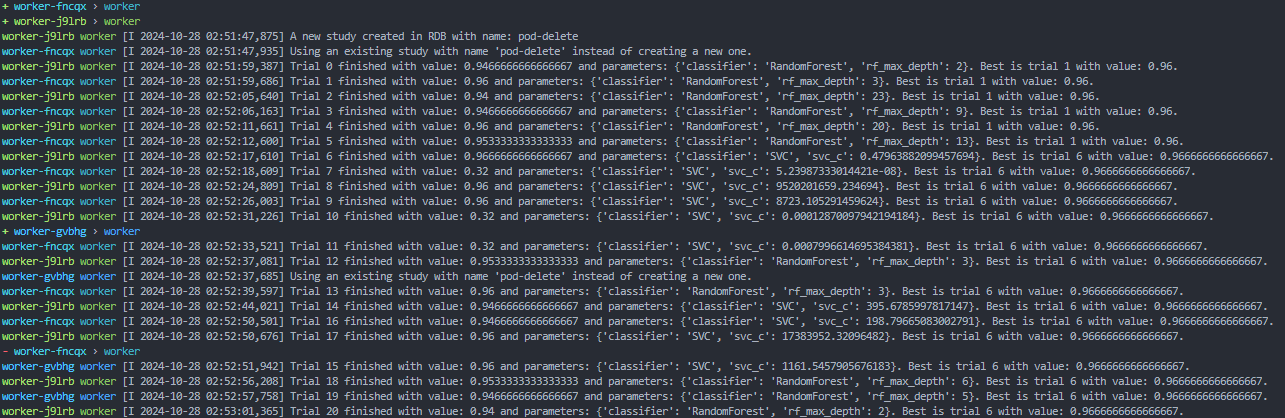 + worker-fncqx › worker
+ worker-j9lrb › worker
worker-j9lrb worker [I 2024-10-28 02:51:47,875] A new study created in RDB with name: pod-delete
worker-fncqx worker [I 2024-10-28 02:51:47,935] Using an existing study with name 'pod-delete' instead of creating a new one.
worker-j9lrb worker [I 2024-10-28 02:51:59,387] Trial 0 finished with value: 0.9466666666666667 and parameters: {'classifier': 'RandomForest', 'rf_max_depth': 2}. Best is trial 1 with value: 0.96.
worker-fncqx worker [I 2024-10-28 02:51:59,686] Trial 1 finished with value: 0.96 and parameters: {'classifier': 'RandomForest', 'rf_max_depth': 3}. Best is trial 1 with value: 0.96.
worker-j9lrb worker [I 2024-10-28 02:52:05,640] Trial 2 finished with value: 0.94 and parameters: {'classifier': 'RandomForest', 'rf_max_depth': 23}. Best is trial 1 with value: 0.96.
worker-fncqx worker [I 2024-10-28 02:52:06,163] Trial 3 finished with value: 0.9466666666666667 and parameters: {'classifier': 'RandomForest', 'rf_max_depth': 9}. Best is trial 1 with value: 0.96.
worker-j9lrb worker [I 2024-10-28 02:52:11,661] Trial 4 finished with value: 0.96 and parameters: {'classifier': 'RandomForest', 'rf_max_depth': 20}. Best is trial 1 with value: 0.96.
worker-fncqx worker [I 2024-10-28 02:52:12,600] Trial 5 finished with value: 0.9533333333333333 and parameters: {'classifier': 'RandomForest', 'rf_max_depth': 13}. Best is trial 1 with value: 0.96.
worker-j9lrb worker [I 2024-10-28 02:52:17,610] Trial 6 finished with value: 0.9666666666666667 and parameters: {'classifier': 'SVC', 'svc_c': 0.47963882099457694}. Best is trial 6 with value: 0.9666666666666667.
worker-fncqx worker [I 2024-10-28 02:52:18,609] Trial 7 finished with value: 0.32 and parameters: {'classifier': 'SVC', 'svc_c': 5.23987333014421e-08}. Best is trial 6 with value: 0.9666666666666667.
worker-j9lrb worker [I 2024-10-28 02:52:24,809] Trial 8 finished with value: 0.96 and parameters: {'classifier': 'SVC', 'svc_c': 9520201659.234694}. Best is trial 6 with value: 0.9666666666666667.
worker-fncqx worker [I 2024-10-28 02:52:26,003] Trial 9 finished with value: 0.96 and parameters: {'classifier': 'SVC', 'svc_c': 8723.105291459624}. Best is trial 6 with value: 0.9666666666666667.
worker-j9lrb worker [I 2024-10-28 02:52:31,226] Trial 10 finished with value: 0.32 and parameters: {'classifier': 'SVC', 'svc_c': 0.00012870097942194184}. Best is trial 6 with value: 0.9666666666666667.
+ worker-gvbhg › worker
worker-fncqx worker [I 2024-10-28 02:52:33,521] Trial 11 finished with value: 0.32 and parameters: {'classifier': 'SVC', 'svc_c': 0.0007996614695384381}. Best is trial 6 with value: 0.9666666666666667.
worker-j9lrb worker [I 2024-10-28 02:52:37,081] Trial 12 finished with value: 0.9533333333333333 and parameters: {'classifier': 'RandomForest', 'rf_max_depth': 3}. Best is trial 6 with value: 0.9666666666666667.
worker-gvbhg worker [I 2024-10-28 02:52:37,685] Using an existing study with name 'pod-delete' instead of creating a new one.
worker-fncqx worker [I 2024-10-28 02:52:39,597] Trial 13 finished with value: 0.96 and parameters: {'classifier': 'RandomForest', 'rf_max_depth': 3}. Best is trial 6 with value: 0.9666666666666667.
worker-j9lrb worker [I 2024-10-28 02:52:44,021] Trial 14 finished with value: 0.9466666666666667 and parameters: {'classifier': 'SVC', 'svc_c': 395.6785997817147}. Best is trial 6 with value: 0.9666666666666667.
worker-fncqx worker [I 2024-10-28 02:52:50,501] Trial 16 finished with value: 0.9466666666666667 and parameters: {'classifier': 'SVC', 'svc_c': 198.79665083002791}. Best is trial 6 with value: 0.9666666666666667.
worker-j9lrb worker [I 2024-10-28 02:52:50,676] Trial 17 finished with value: 0.96 and parameters: {'classifier': 'SVC', 'svc_c': 17383952.32096482}. Best is trial 6 with value: 0.9666666666666667.
- worker-fncqx › worker
worker-gvbhg worker [I 2024-10-28 02:52:51,942] Trial 15 finished with value: 0.96 and parameters: {'classifier': 'SVC', 'svc_c': 1161.5457905676183}. Best is trial 6 with value: 0.9666666666666667.
worker-j9lrb worker [I 2024-10-28 02:52:56,208] Trial 18 finished with value: 0.9533333333333333 and parameters: {'classifier': 'RandomForest', 'rf_max_depth': 6}. Best is trial 6 with value: 0.9666666666666667.
worker-gvbhg worker [I 2024-10-28 02:52:57,758] Trial 19 finished with value: 0.9466666666666667 and parameters: {'classifier': 'RandomForest', 'rf_max_depth': 5}. Best is trial 6 with value: 0.9666666666666667.
worker-j9lrb worker [I 2024-10-28 02:53:01,365] Trial 20 finished with value: 0.94 and parameters: {'classifier': 'RandomForest', 'rf_max_depth': 2}. Best is trial 6 with value: 0.9666666666666667.